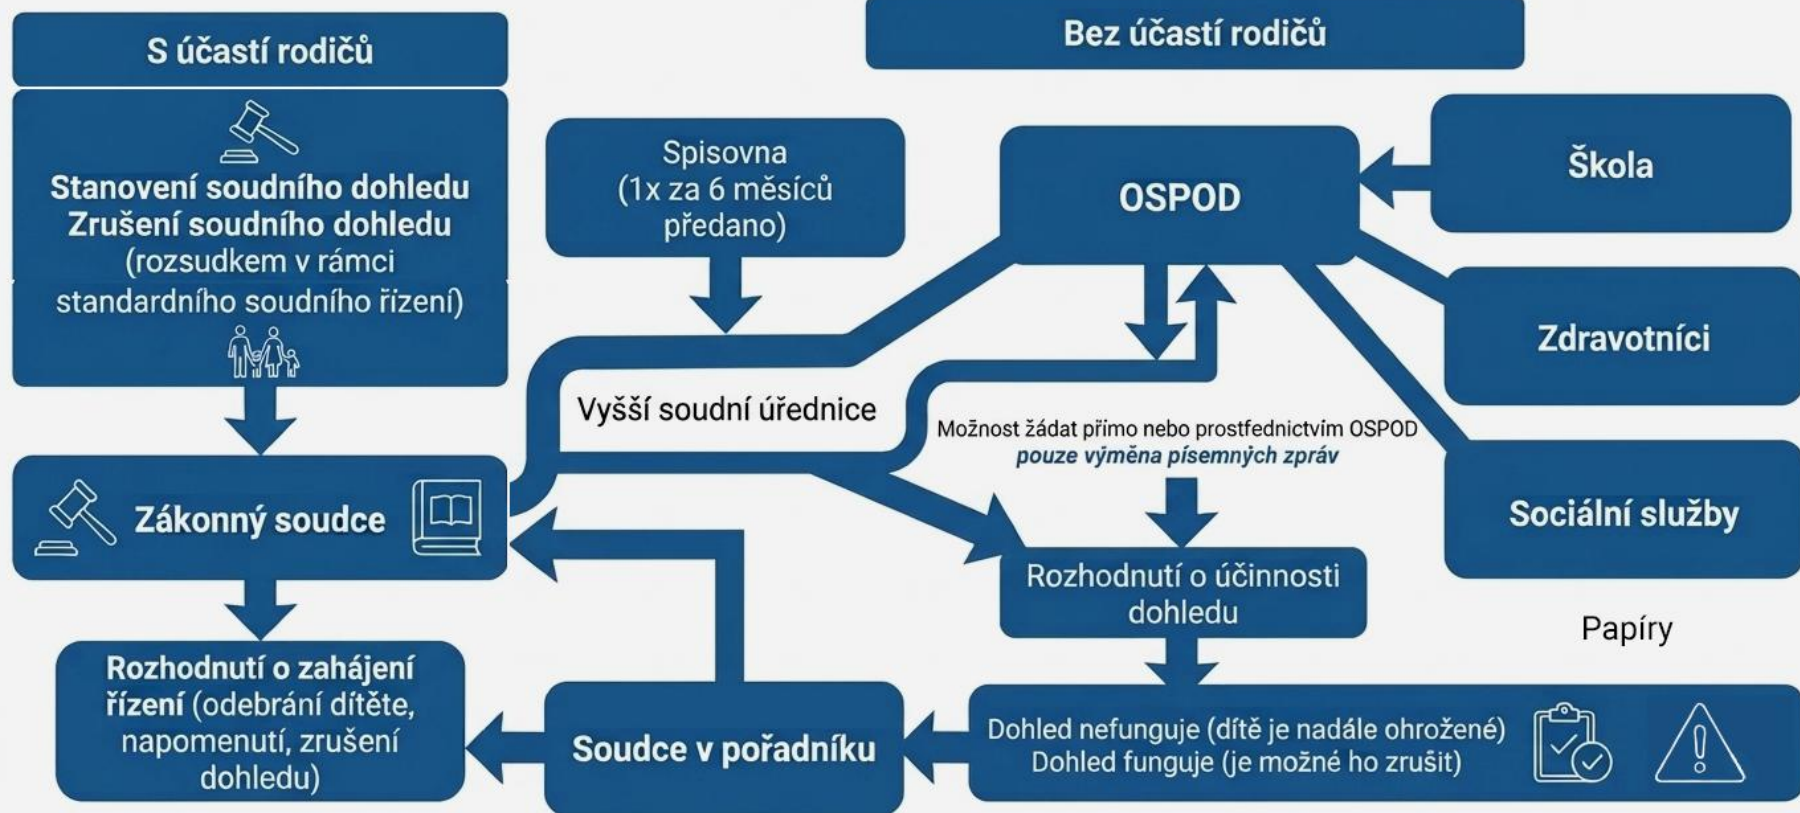 S účastí rodičů
Bez účastí rodičů
Stanovení soudního dohledu
Zrušení soudního dohledu
(rozsudkem v rámci
standardního soudního řízení)
Spisovna
(1x za 6 měsíců
předano)
OSPOD
Škola
Zdravotníci
Vyšší soudní úřednice
Možnost žádat přímo nebo prostřednictvím OSPOD
pouze výměna písemných zpráv
Zákonný soudce
Sociální služby
Rozhodnutí o účinnosti
dohledu
Papíry
Rozhodnutí o zahájení
řízení (odebrání dítěte,
napomenutí, zrušení
dohledu)
Soudce v pořadníku
Dohled nefunguje (dítě je nadále ohrožené)
Dohled funguje (je možné ho zrušit)